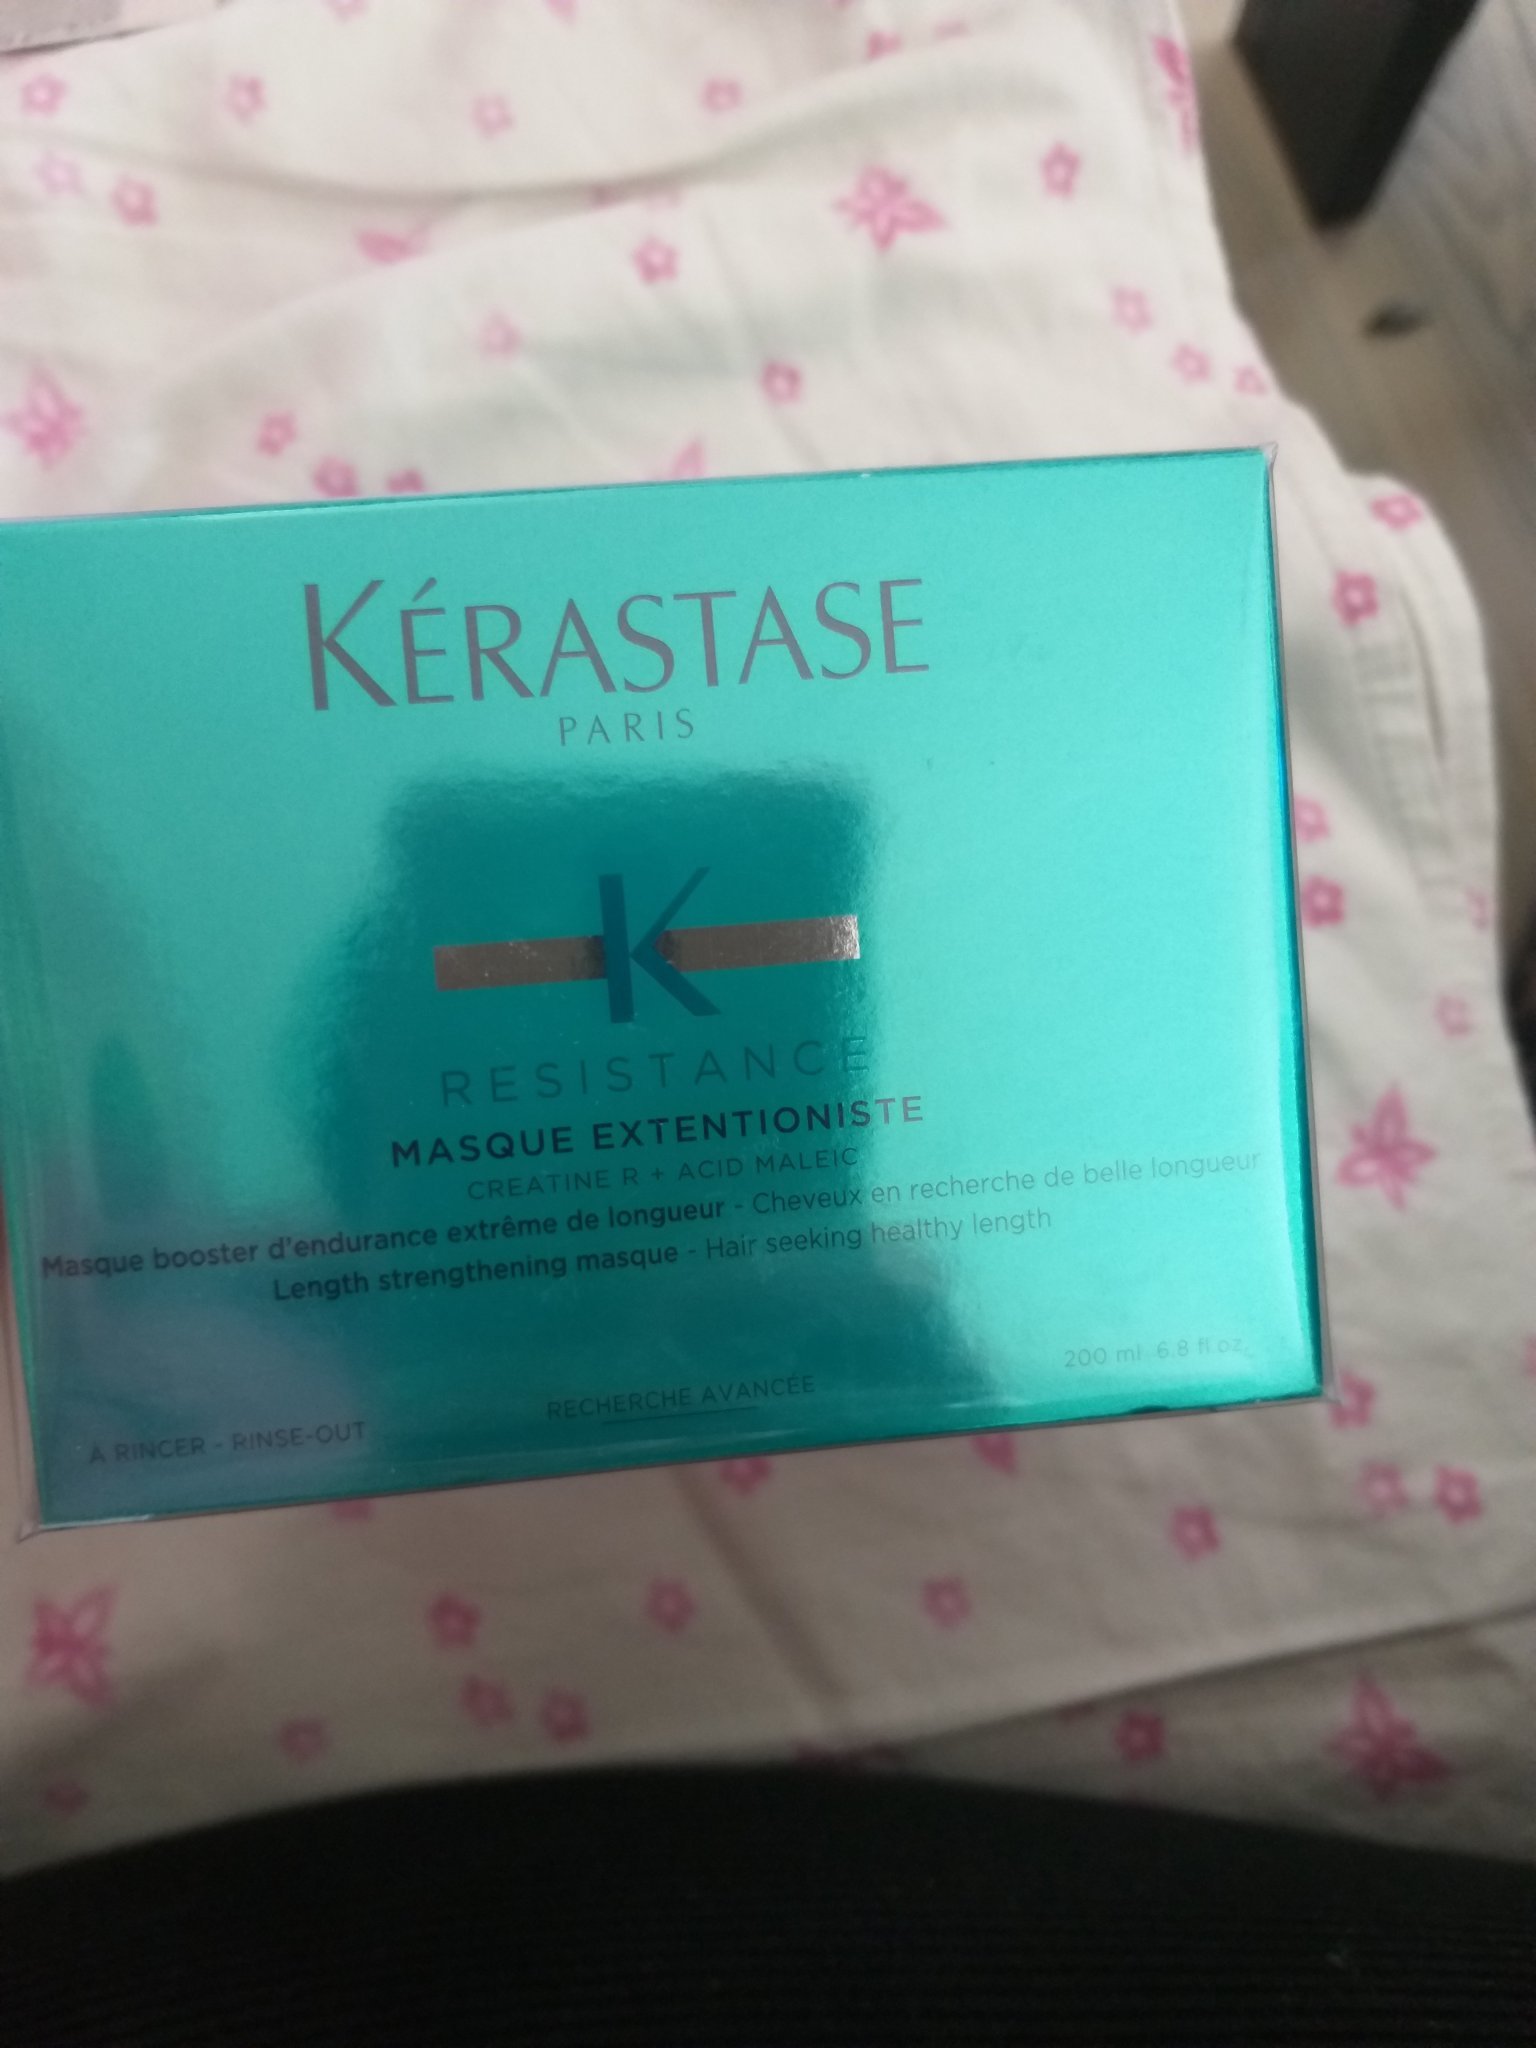 KÉRASTASE
PARIS
K
RESISTANCE
MASQUE EXTENTIONISTE
CREATINE R + ACID MALEIC
Masque booster d'endurance extrême de longueur - Cheveux en recherche de belle longueur
Length strengthening masque - Hair seeking healthy length
200 ml 6.8 fl.oz.
RECHERCHE AVANCÉE
À RINCER - RINSE-OUT